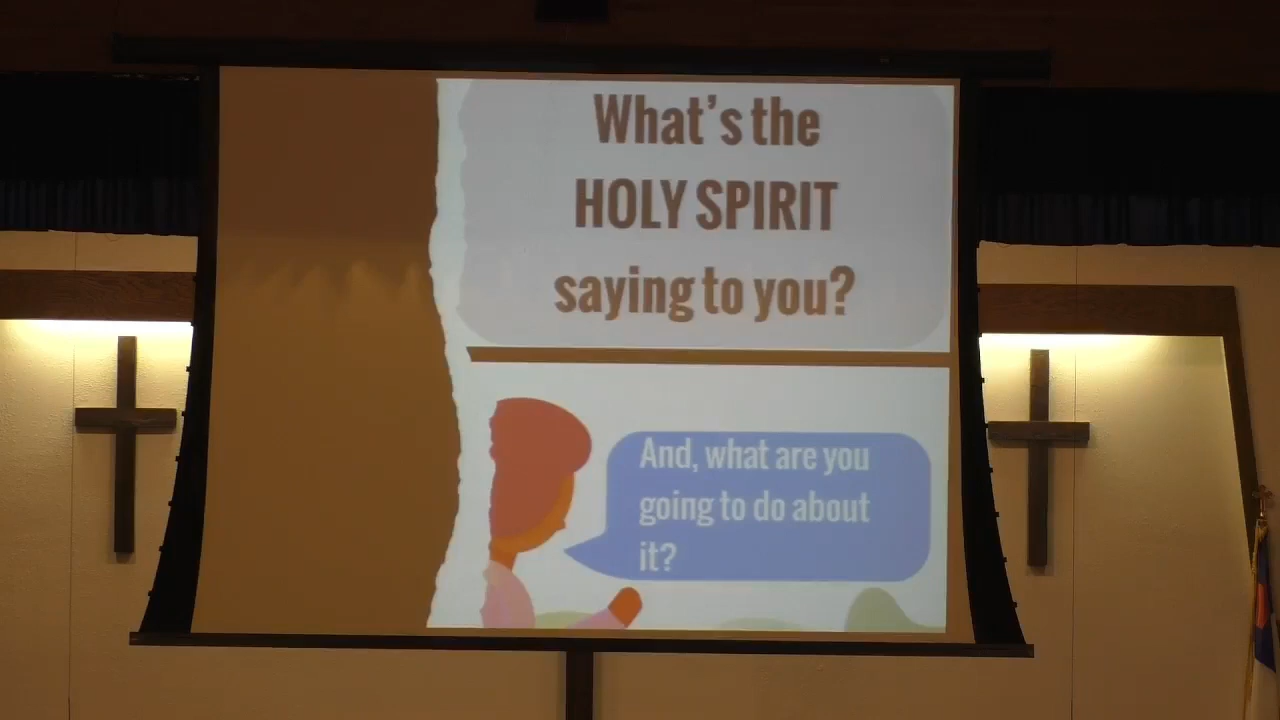 What's the
HOLY SPIRIT
saying to you?
And, what are you
going to do about
it?